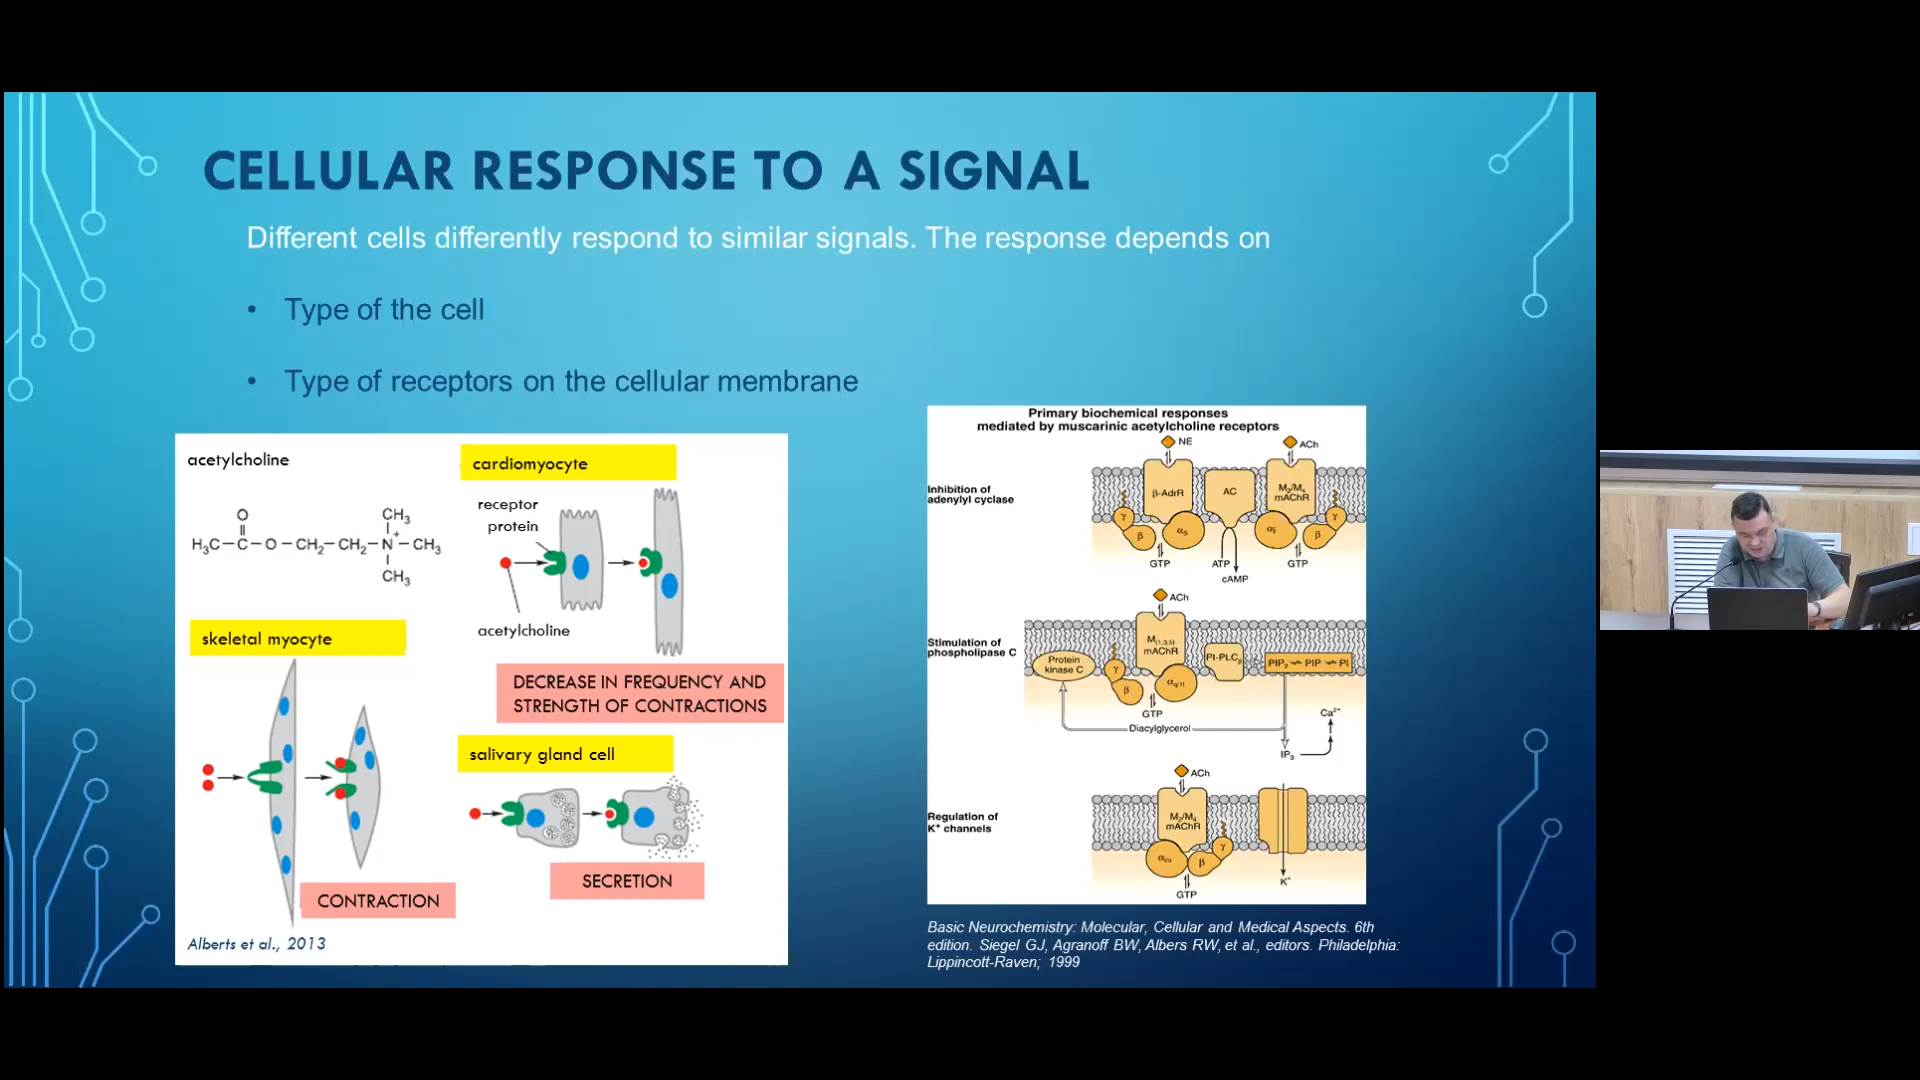 CELLULAR RESPONSE TO A SIGNAL
Different cells differently respond to similar signals. The response depends on
• Type of the cell
• Type of receptors on the cellular membrane
acetylcholine
O
H₃C—C—O—CH₂—CH₂—N⁺—CH₃
CH₃
CH₃
cardiomyocyte
receptor
protein
acetylcholine
DECREASE IN FREQUENCY AND
STRENGTH OF CONTRACTIONS
skeletal myocyte
CONTRACTION
salivary gland cell
SECRETION
Alberts et al., 2013
Primary biochemical responses
mediated by muscarinic acetylcholine receptors
Inhibition of
adenylyl cyclase
NE
ACh
β-AdrR
AC
M₂/M₄
mAChR
γ
β
αs
αi
β
γ
GTP
ATP
cAMP
GTP
Stimulation of
phospholipase C
ACh
M(1,3,5)
mAChR
Protein
kinase C
γ
β
αq/11
PI-PLCβ
PIP₂
PIP
PI
GTP
Diacylglycerol
Ca²⁺
IP₃
Regulation of
K⁺ channels
ACh
M₂/M₄
mAChR
β
γ
GTP
K⁺
Basic Neurochemistry: Molecular, Cellular and Medical Aspects. 6th
edition. Siegel GJ, Agranoff BW, Albers RW, et al., editors. Philadelphia:
Lippincott-Raven; 1999